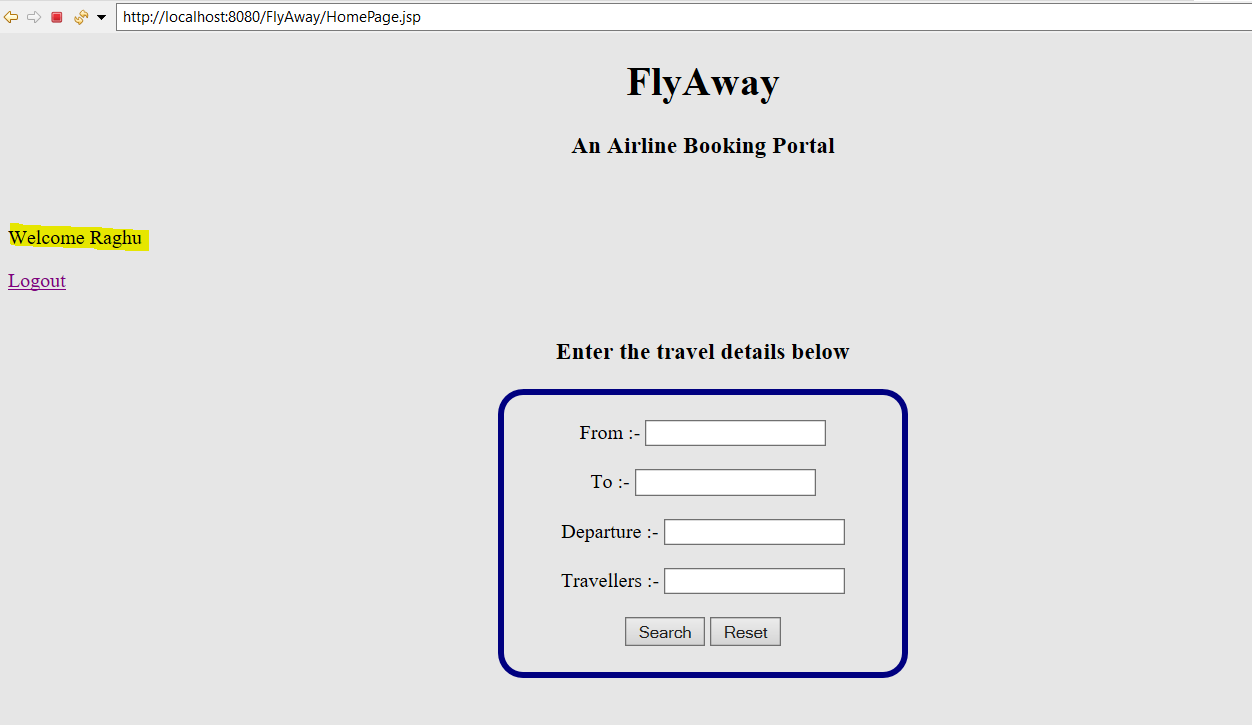 http://localhost:8080/FlyAway/HomePage.jsp
FlyAway
An Airline Booking Portal
Welcome Raghu
Logout
Enter the travel details below
From :-
To :-
Departure :-
Travellers :-
Search Reset